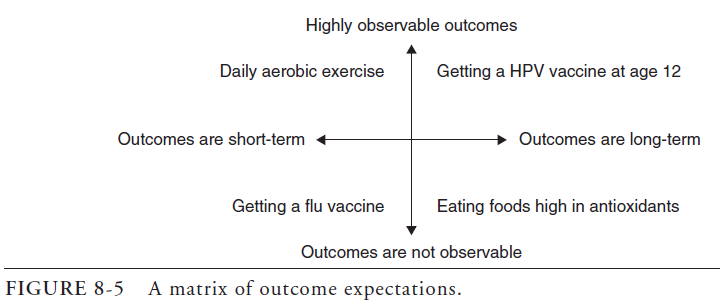 Highly observable outcomes
Daily aerobic exercise
Getting a HPV vaccine at age 12
Outcomes are short-term
Outcomes are long-term
Getting a flu vaccine
Eating foods high in antioxidants
Outcomes are not observable
FIGURE 8-5 A matrix of outcome expectations.